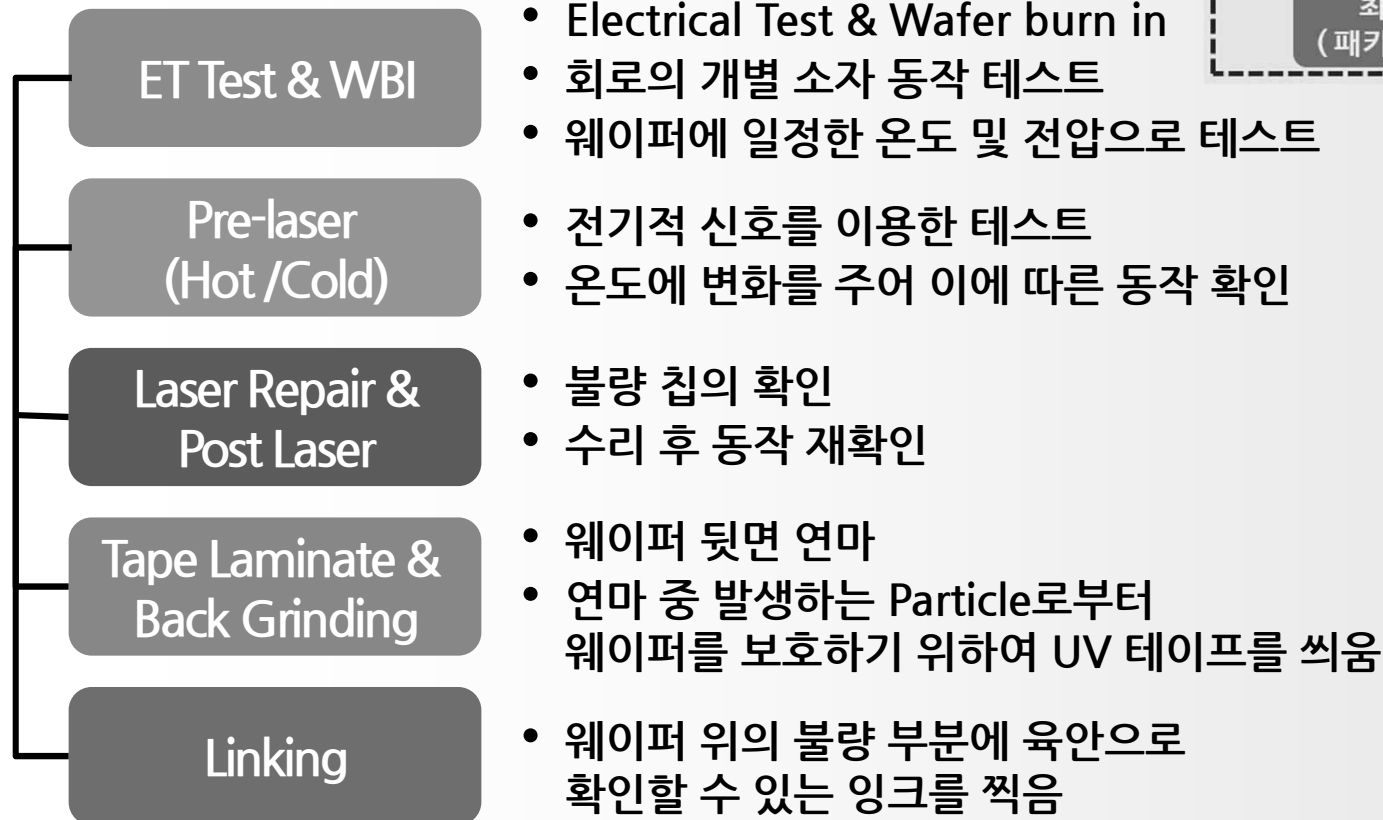 ET Test & WBI
• Electrical Test & Wafer burn in
• 회로의 개별 소자 동작 테스트
• 웨이퍼에 일정한 온도 및 전압으로 테스트
Pre-laser
(Hot /Cold)
• 전기적 신호를 이용한 테스트
• 온도에 변화를 주어 이에 따른 동작 확인
Laser Repair &
Post Laser
• 불량 칩의 확인
• 수리 후 동작 재확인
Tape Laminate &
Back Grinding
• 웨이퍼 뒷면 연마
• 연마 중 발생하는 Particle로부터
웨이퍼를 보호하기 위하여 UV 테이프를 씌움
Linking
• 웨이퍼 위의 불량 부분에 육안으로
확인할 수 있는 잉크를 찍음